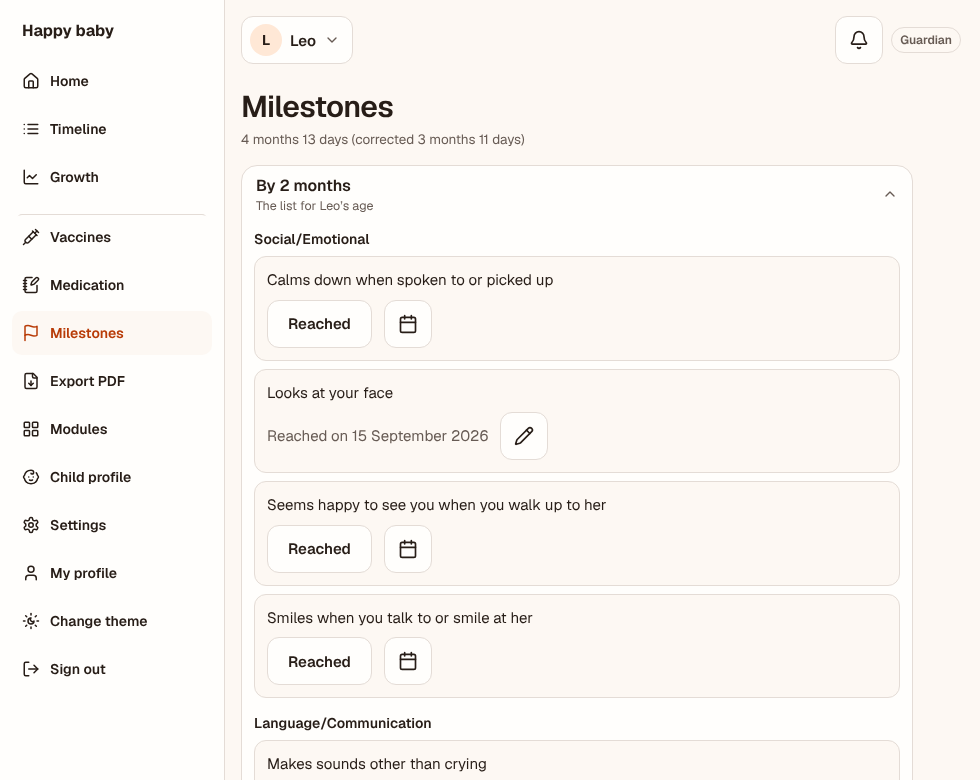 Happy baby
Home
Timeline
Growth
Vaccines
Medication
Milestones
Export PDF
Modules
Child profile
Settings
My profile
Change theme
Sign out
L Leo
Guardian
Milestones
4 months 13 days (corrected 3 months 11 days)
By 2 months
The list for Leo's age
Social/Emotional
Calms down when spoken to or picked up
Reached
Looks at your face
Reached on 15 September 2026
Seems happy to see you when you walk up to her
Reached
Smiles when you talk to or smile at her
Reached
Language/Communication
Makes sounds other than crying